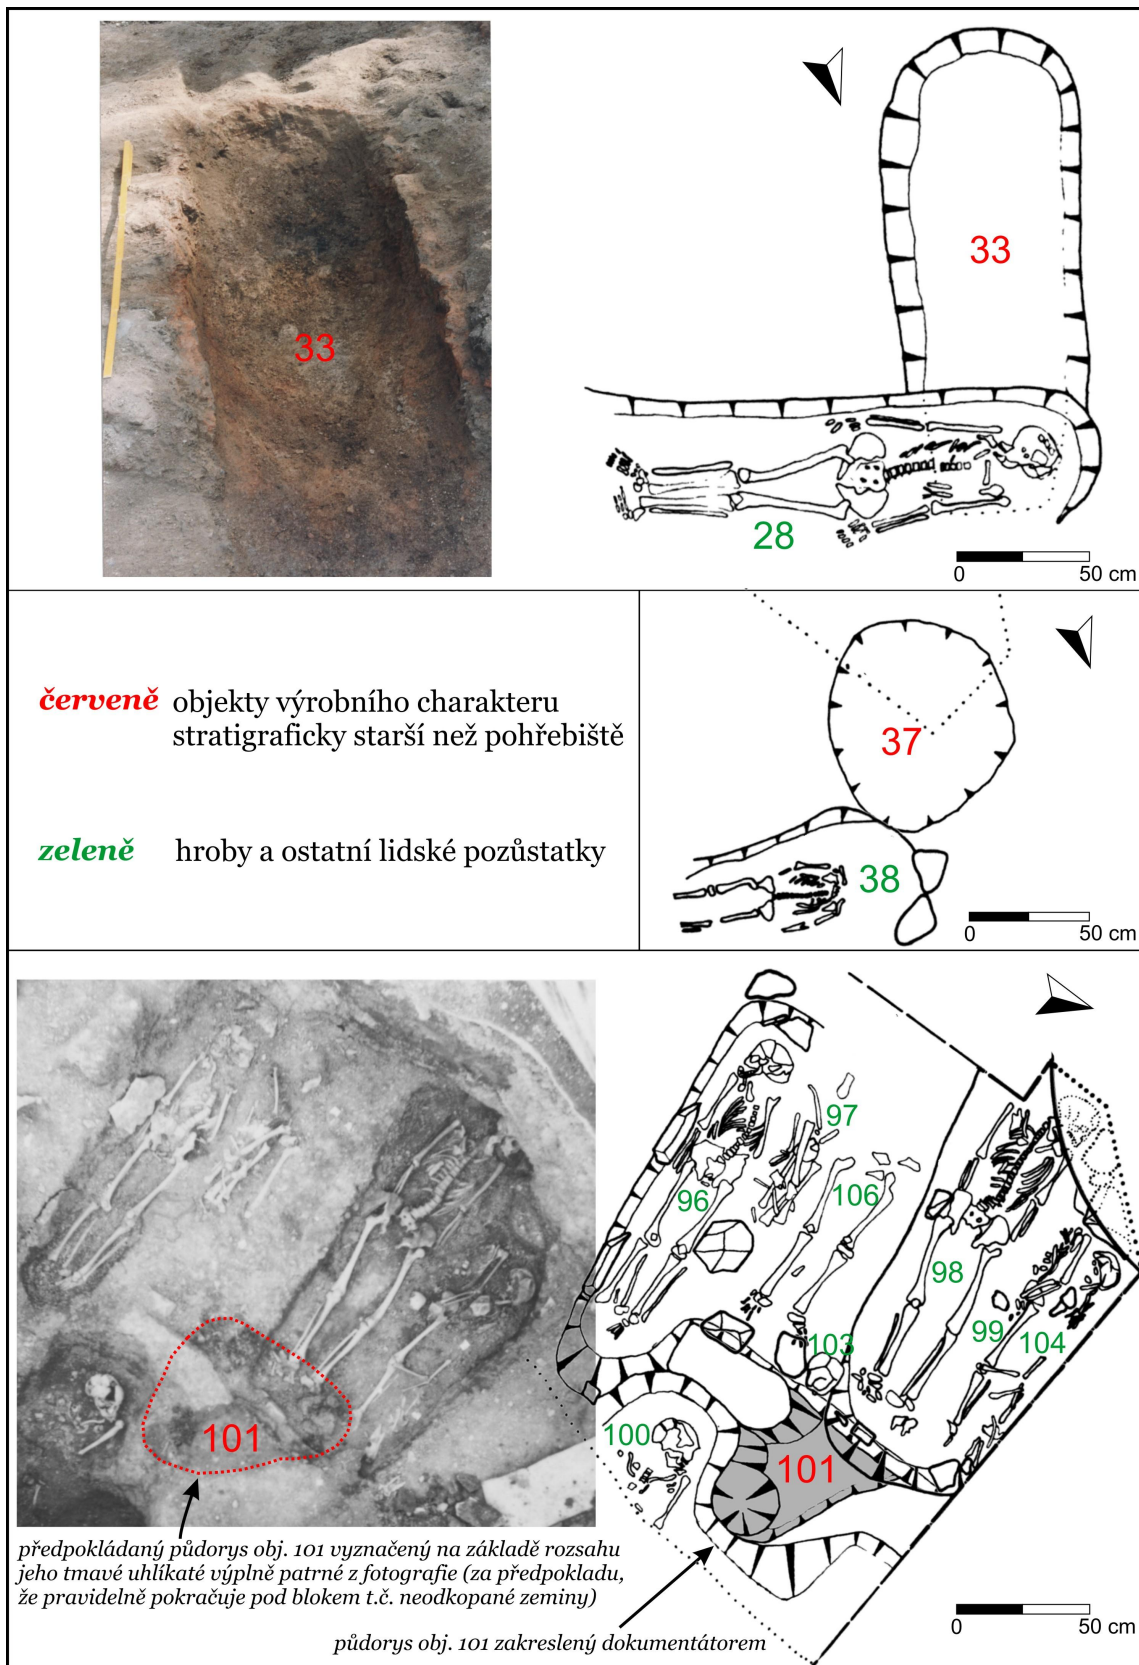 33
33
28
0 50 cm
červeně objekty výrobního charakteru
stratigraficky starší než pohřebiště
zeleně hroby a ostatní lidské pozůstatky
37
38
0 50 cm
97
96
106
98
99
104
103
100
101
101
předpokládaný půdorys obj. 101 vyznačený na základě rozsahu
jeho tmavé uhlíkaté výplně patrné z fotografie (za předpokladu,
že pravidelně pokračuje pod blokem t.č. neodkopané zeminy)
0 50 cm
půdorys obj. 101 zakreslený dokumentátorem